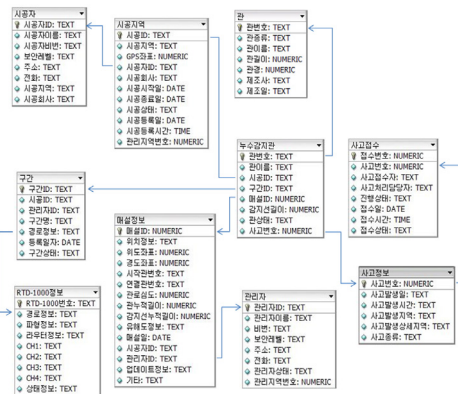 시공자
시공자ID: TEXT
시공자이름: TEXT
시공자비번: TEXT
보안레벨: TEXT
주소: TEXT
전화: TEXT
시공지역: TEXT
시공회사: TEXT
시공지역
시공ID: TEXT
시공지역: TEXT
GPS좌표: NUMERIC
시공자ID: TEXT
시공회사: TEXT
시공시작일: DATE
시공종료일: DATE
시공상태: TEXT
시공등록일: DATE
시공등록시간: TIME
관리지역번호: NUMERIC
관
관번호: TEXT
관종류: TEXT
관이름: TEXT
관길이: NUMERIC
관경: NUMERIC
제조사: TEXT
제조일: TEXT
누수감지관
관번호: TEXT
관이름: TEXT
시공ID: TEXT
구간ID: TEXT
매설ID: NUMERIC
감지선길이: NUMERIC
관상태: TEXT
사고번호: NUMERIC
사고접수
접수번호: NUMERIC
사고번호: NUMERIC
사고접수자: TEXT
사고처리담당자: TEXT
진행상태: TEXT
접수일: DATE
접수시간: TIME
접수상태: TEXT
구간
구간ID: TEXT
시공ID: TEXT
관리자ID: TEXT
구간명: TEXT
경로정보: TEXT
등록일자: DATE
구간상태: TEXT
매설정보
매설ID: NUMERIC
위치정보: TEXT
위도좌표: NUMERIC
경도좌표: NUMERIC
시작관번호: TEXT
연결관번호: TEXT
관로심도: NUMERIC
관누적길이: NUMERIC
감지선누적길이: NUMERIC
유해도정보: TEXT
매설일: DATE
시공자ID: TEXT
관리자ID: TEXT
업데이트정보: TEXT
기타: TEXT
RTD-1000정보
RTD-1000번호: TEXT
경로정보: TEXT
파형정보: TEXT
라우터정보: TEXT
CH1: TEXT
CH2: TEXT
CH3: TEXT
CH4: TEXT
상태정보: TEXT
관리자
관리자ID: TEXT
관리자이름: TEXT
비번: TEXT
보안레벨: TEXT
주소: TEXT
전화: TEXT
관리자상태: TEXT
관리지역번호: NUMERIC
사고정보
사고번호: NUMERIC
사고발생일: TEXT
사고발생시간: TEXT
사고발생지역: TEXT
사고발생상세지역: TEXT
사고종류: TEXT